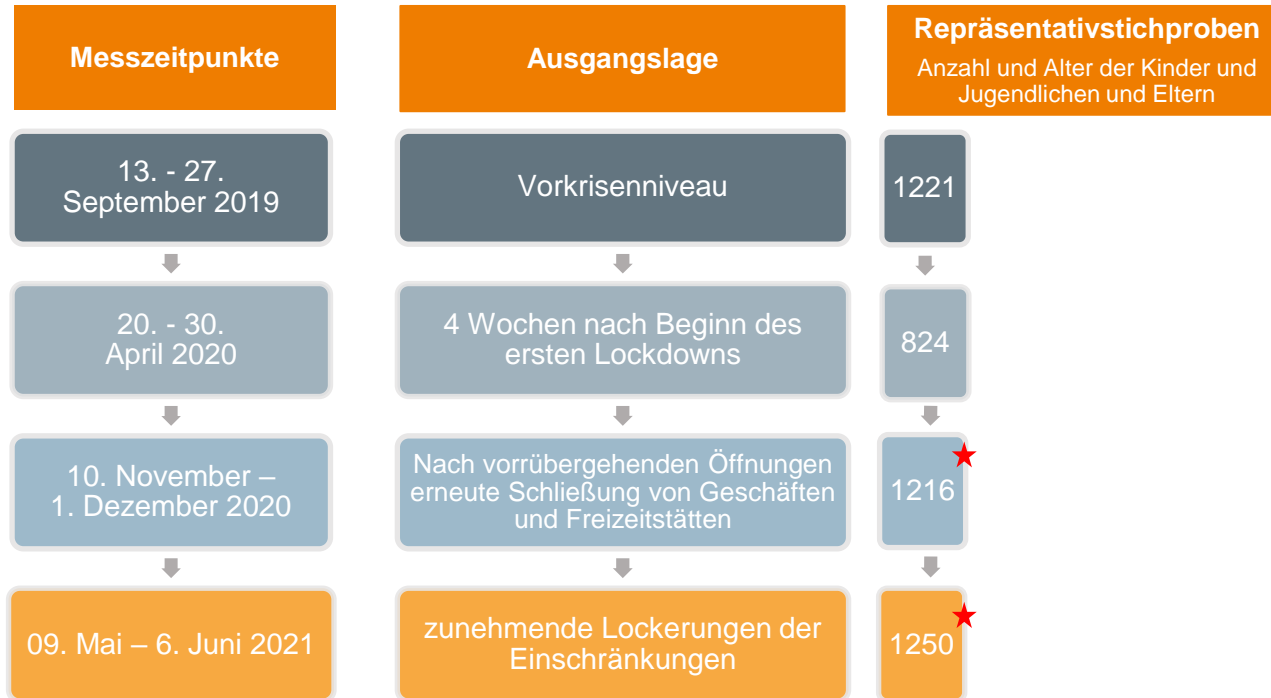 Messzeitpunkte
Ausgangslage
Repräsentativstichproben
Anzahl und Alter der Kinder und
Jugendlichen und Eltern
13. - 27.
September 2019
Vorkrisenniveau
1221
20. - 30.
April 2020
4 Wochen nach Beginn des
ersten Lockdowns
824
10. November –
1. Dezember 2020
Nach vorrübergehenden Öffnungen
erneute Schließung von Geschäften
und Freizeitstätten
1216
09. Mai – 6. Juni 2021
zunehmende Lockerungen der
Einschränkungen
1250